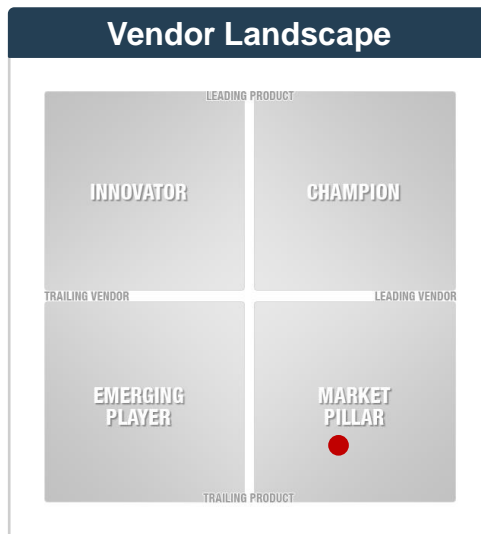 Vendor Landscape
LEADING PRODUCT
INNOVATOR
CHAMPION
TRAILING VENDOR
LEADING VENDOR
EMERGING
PLAYER
MARKET
PILLAR
TRAILING PRODUCT